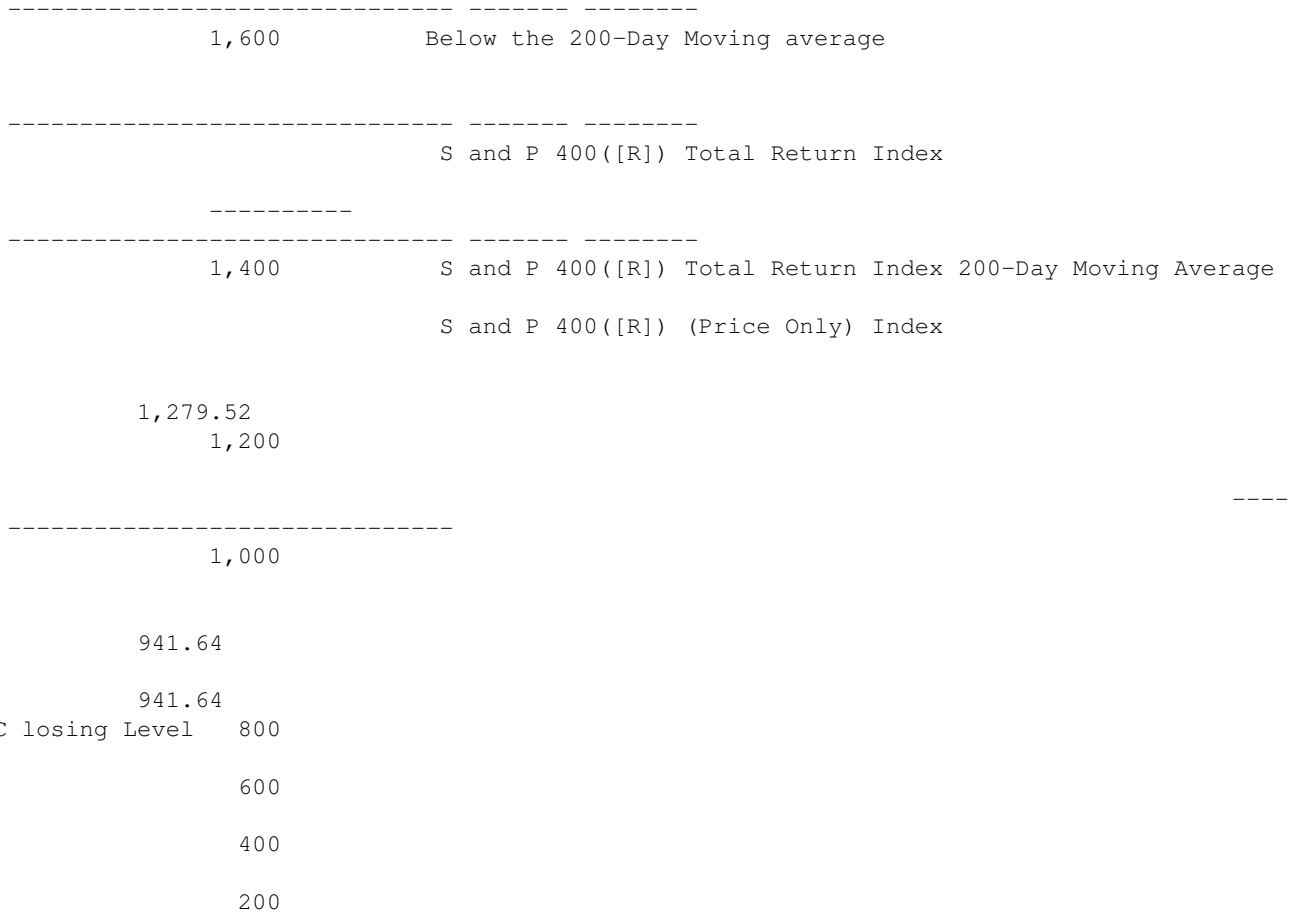 ------------------------------- ------- --------
1,600 Below the 200-Day Moving average
------------------------------- ------- --------
S and P 400([R]) Total Return Index
----------
------------------------------- ------- --------
1,400 S and P 400([R]) Total Return Index 200-Day Moving Average
S and P 400([R]) (Price Only) Index
1,279.52
1,200
----
-------------------------------
1,000
941.64
941.64
C losing Level 800
600
400
200